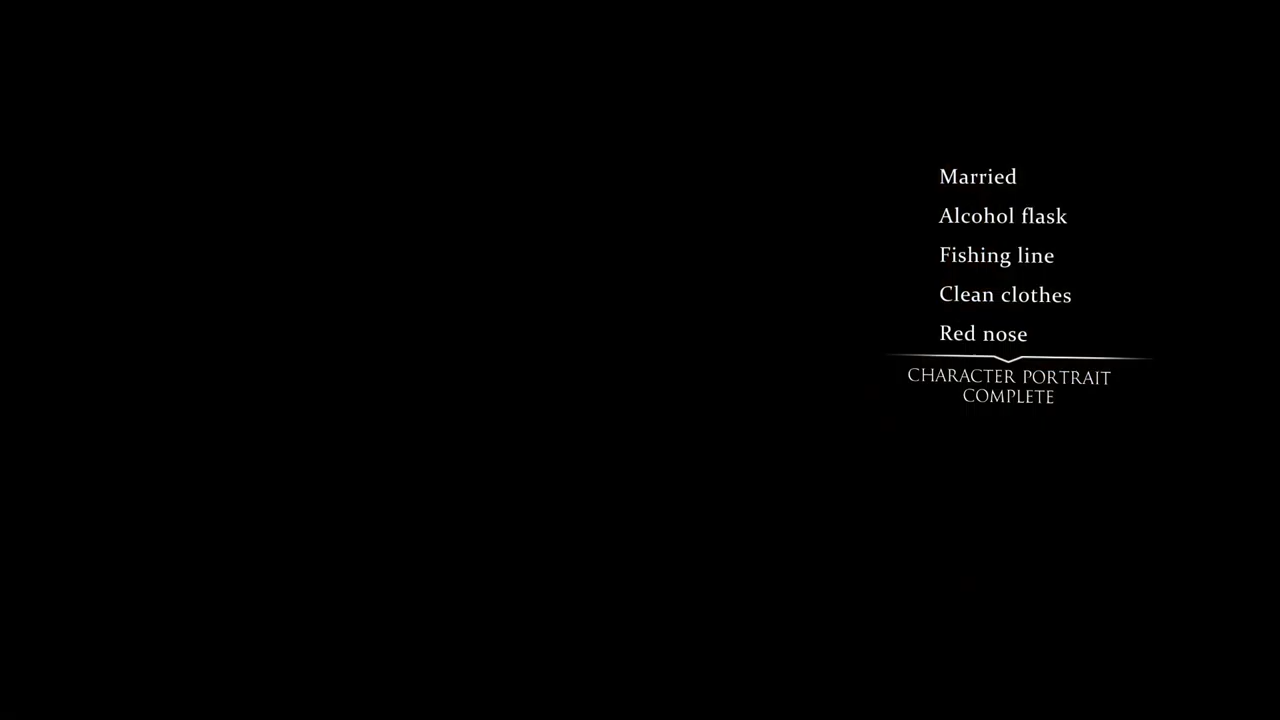 Married
Alcohol flask
Fishing line
Clean clothes
Red nose
CHARACTER PORTRAIT
COMPLETE